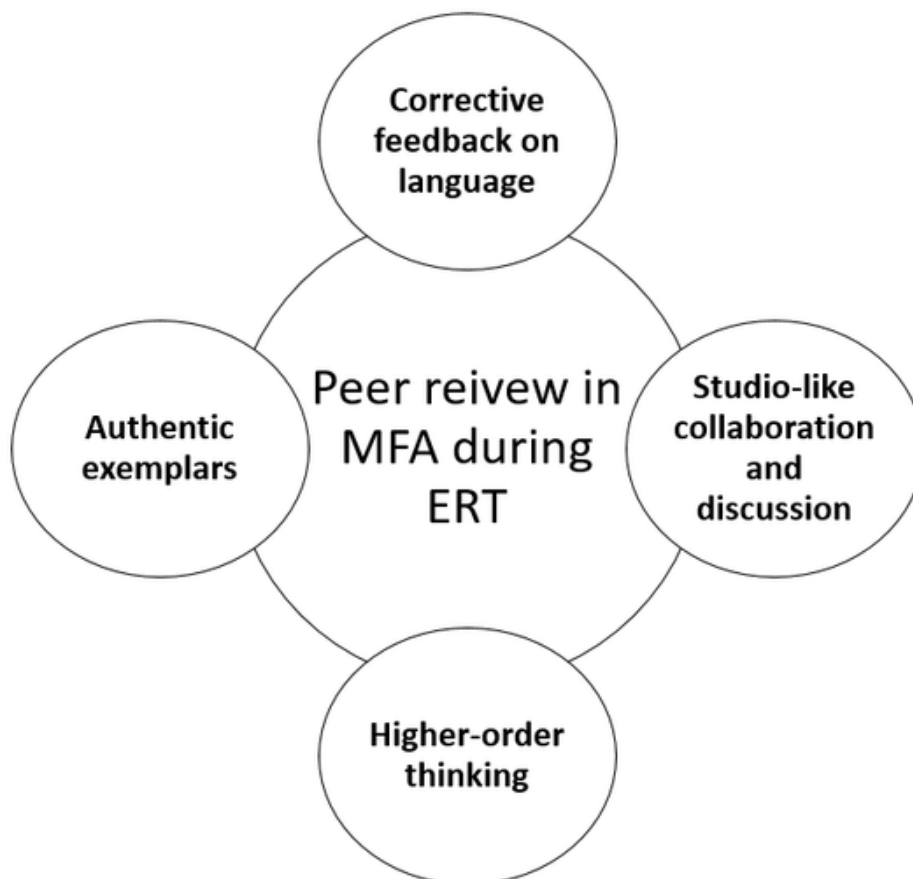 Corrective
feedback on
language
Peer reivew in
MFA during
ERT
Authentic
exemplars
Studio-like
collaboration
and
discussion
Higher-order
thinking